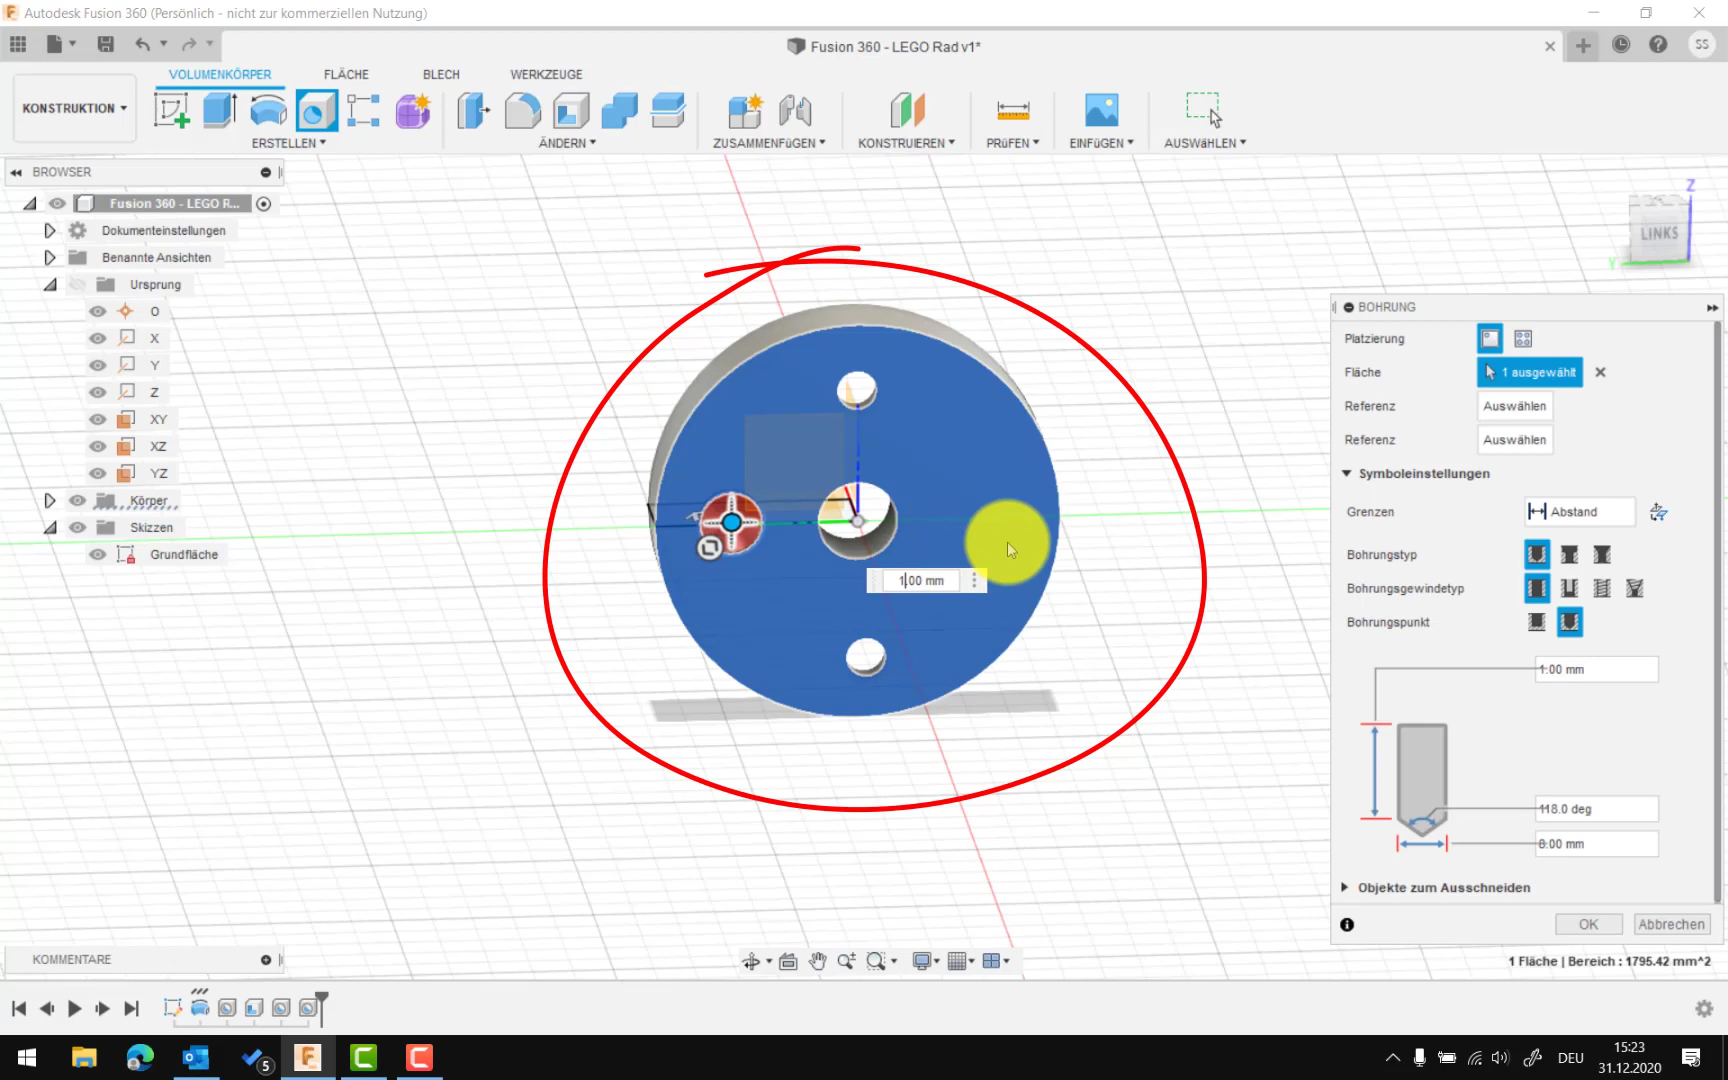 Autodesk Fusion 360 (Persönlich - nicht zur kommerziellen Nutzung)
Fusion 360 - LEGO Rad v1*
SS
KONSTRUKTION
VOLUMENKÖRPER
FLÄCHE
BLECH
WERKZEUGE
ERSTELLEN
ÄNDERN
ZUSAMMENFÜGEN
KONSTRUIEREN
PRÜFEN
EINFÜGEN
AUSWÄHLEN
BROWSER
Fusion 360 - LEGO R...
Dokumenteinstellungen
Benannte Ansichten
Ursprung
O
X
Y
Z
XY
XZ
YZ
Körper
Skizzen
Grundfläche
Z
LINKS
Y
1.00 mm
BOHRUNG
Platzierung
Fläche
1 ausgewählt
Referenz
Auswählen
Referenz
Auswählen
Symboleinstellungen
Grenzen
Abstand
Bohrungstyp
Bohrungsgewindetyp
Bohrungspunkt
1.00 mm
118.0 deg
8.00 mm
Objekte zum Ausschneiden
OK
Abbrechen
KOMMENTARE
1 Fläche | Bereich : 1795.42 mm^2
5
DEU
15:23
31.12.2020